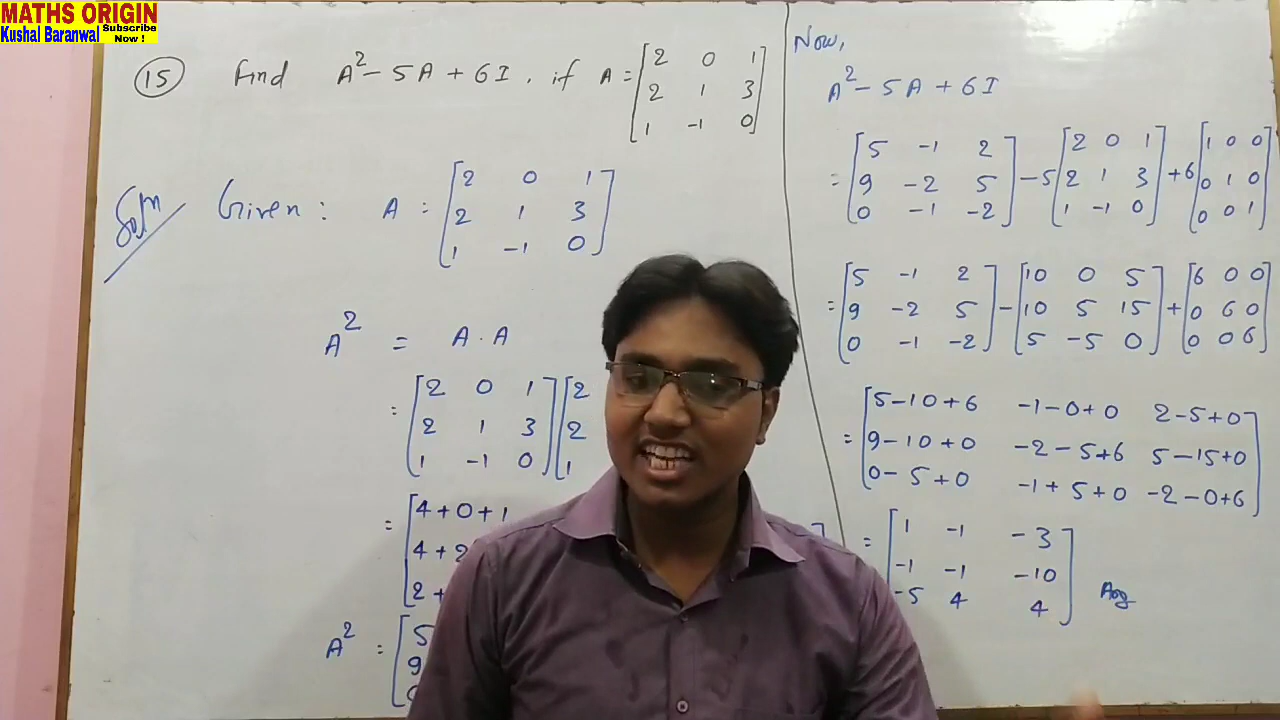 MATHS ORIGIN
Kushal Baranwal Subscribe Now !
(15) Find A² - 5A + 6I, if A = [2 0 1
2 1 3
1 -1 0]
Soln Given : A = [2 0 1
2 1 3
1 -1 0]
A² = A . A
= [2 0 1 ] [2
2 1 3 ] [2
1 -1 0 ] [1
= [4+0+1
4+2
2+
A² = [5
9
Now,
A² - 5A + 6I
= [5 -1 2 ] - 5 [2 0 1 ] + 6 [1 0 0]
[9 -2 5 ] [2 1 3 ] [0 1 0]
[0 -1 -2 ] [1 -1 0 ] [0 0 1]
= [5 -1 2 ] - [10 0 5 ] + [6 0 0]
[9 -2 5 ] [10 5 15 ] [0 6 0]
[0 -1 -2 ] [5 -5 0 ] [0 0 6]
= [5-10+6 -1-0+0 2-5+0
9-10+0 -2-5+6 5-15+0
0-5+0 -1+5+0 -2-0+6]
= [1 -1 -3
-1 -1 -10
-5 4 4] Ans